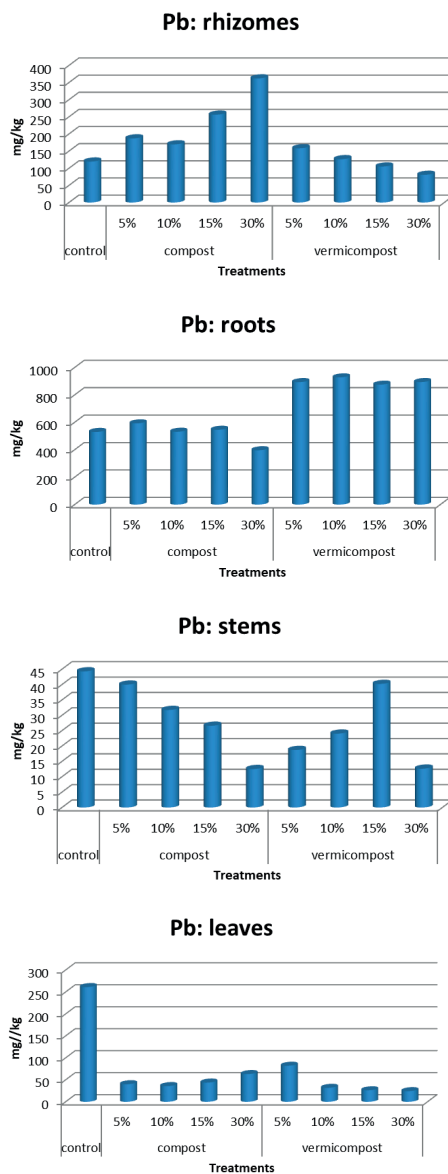 Pb: rhizomes
400
350
300
250
200
150
100
50
0
mg/kg
5% 10% 15% 30% 5% 10% 15% 30%
control compost vermicompost
Treatments
Pb: roots
1000
800
600
400
200
0
mg/kg
5% 10% 15% 30% 5% 10% 15% 30%
control compost vermicompost
Treatments
Pb: stems
45
40
35
30
25
20
15
10
5
0
mg/kg
5% 10% 15% 30% 5% 10% 15% 30%
control compost vermicompost
Treatments
Pb: leaves
300
250
200
150
100
50
0
mg//kg
5% 10% 15% 30% 5% 10% 15% 30%
control compost vermicompost
Treatments